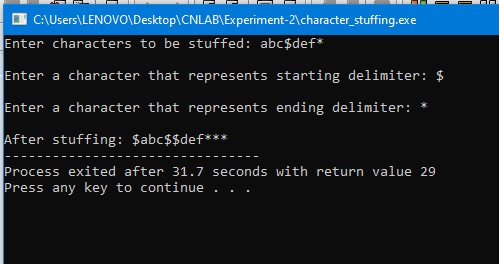 C:\Users\LENOVO\Desktop\CNLAB\Experiment-2\character_stuffing.exe
Enter characters to be stuffed: abc$def*
Enter a character that represents starting delimiter: $
Enter a character that represents ending delimiter: *
After stuffing: $abc$$def***
--------------------------------
Process exited after 31.7 seconds with return value 29
Press any key to continue . . .